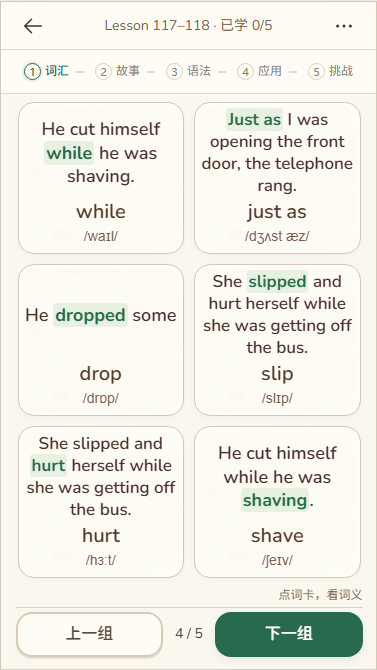 Lesson 117–118 · 已学 0/5
1 词汇 – 2 故事 – 3 语法 – 4 应用 – 5 挑战
He cut himself
while he was
shaving.
while
/waɪl/
Just as I was
opening the front
door, the telephone
rang.
just as
/dʒʌst æz/
He dropped some
drop
/drɒp/
She slipped and
hurt herself while
she was getting off
the bus.
slip
/slɪp/
She slipped and
hurt herself while
she was getting off
the bus.
hurt
/hɜːt/
He cut himself
while he was
shaving.
shave
/ʃeɪv/
点词卡，看词义
上一组
4 / 5
下一组